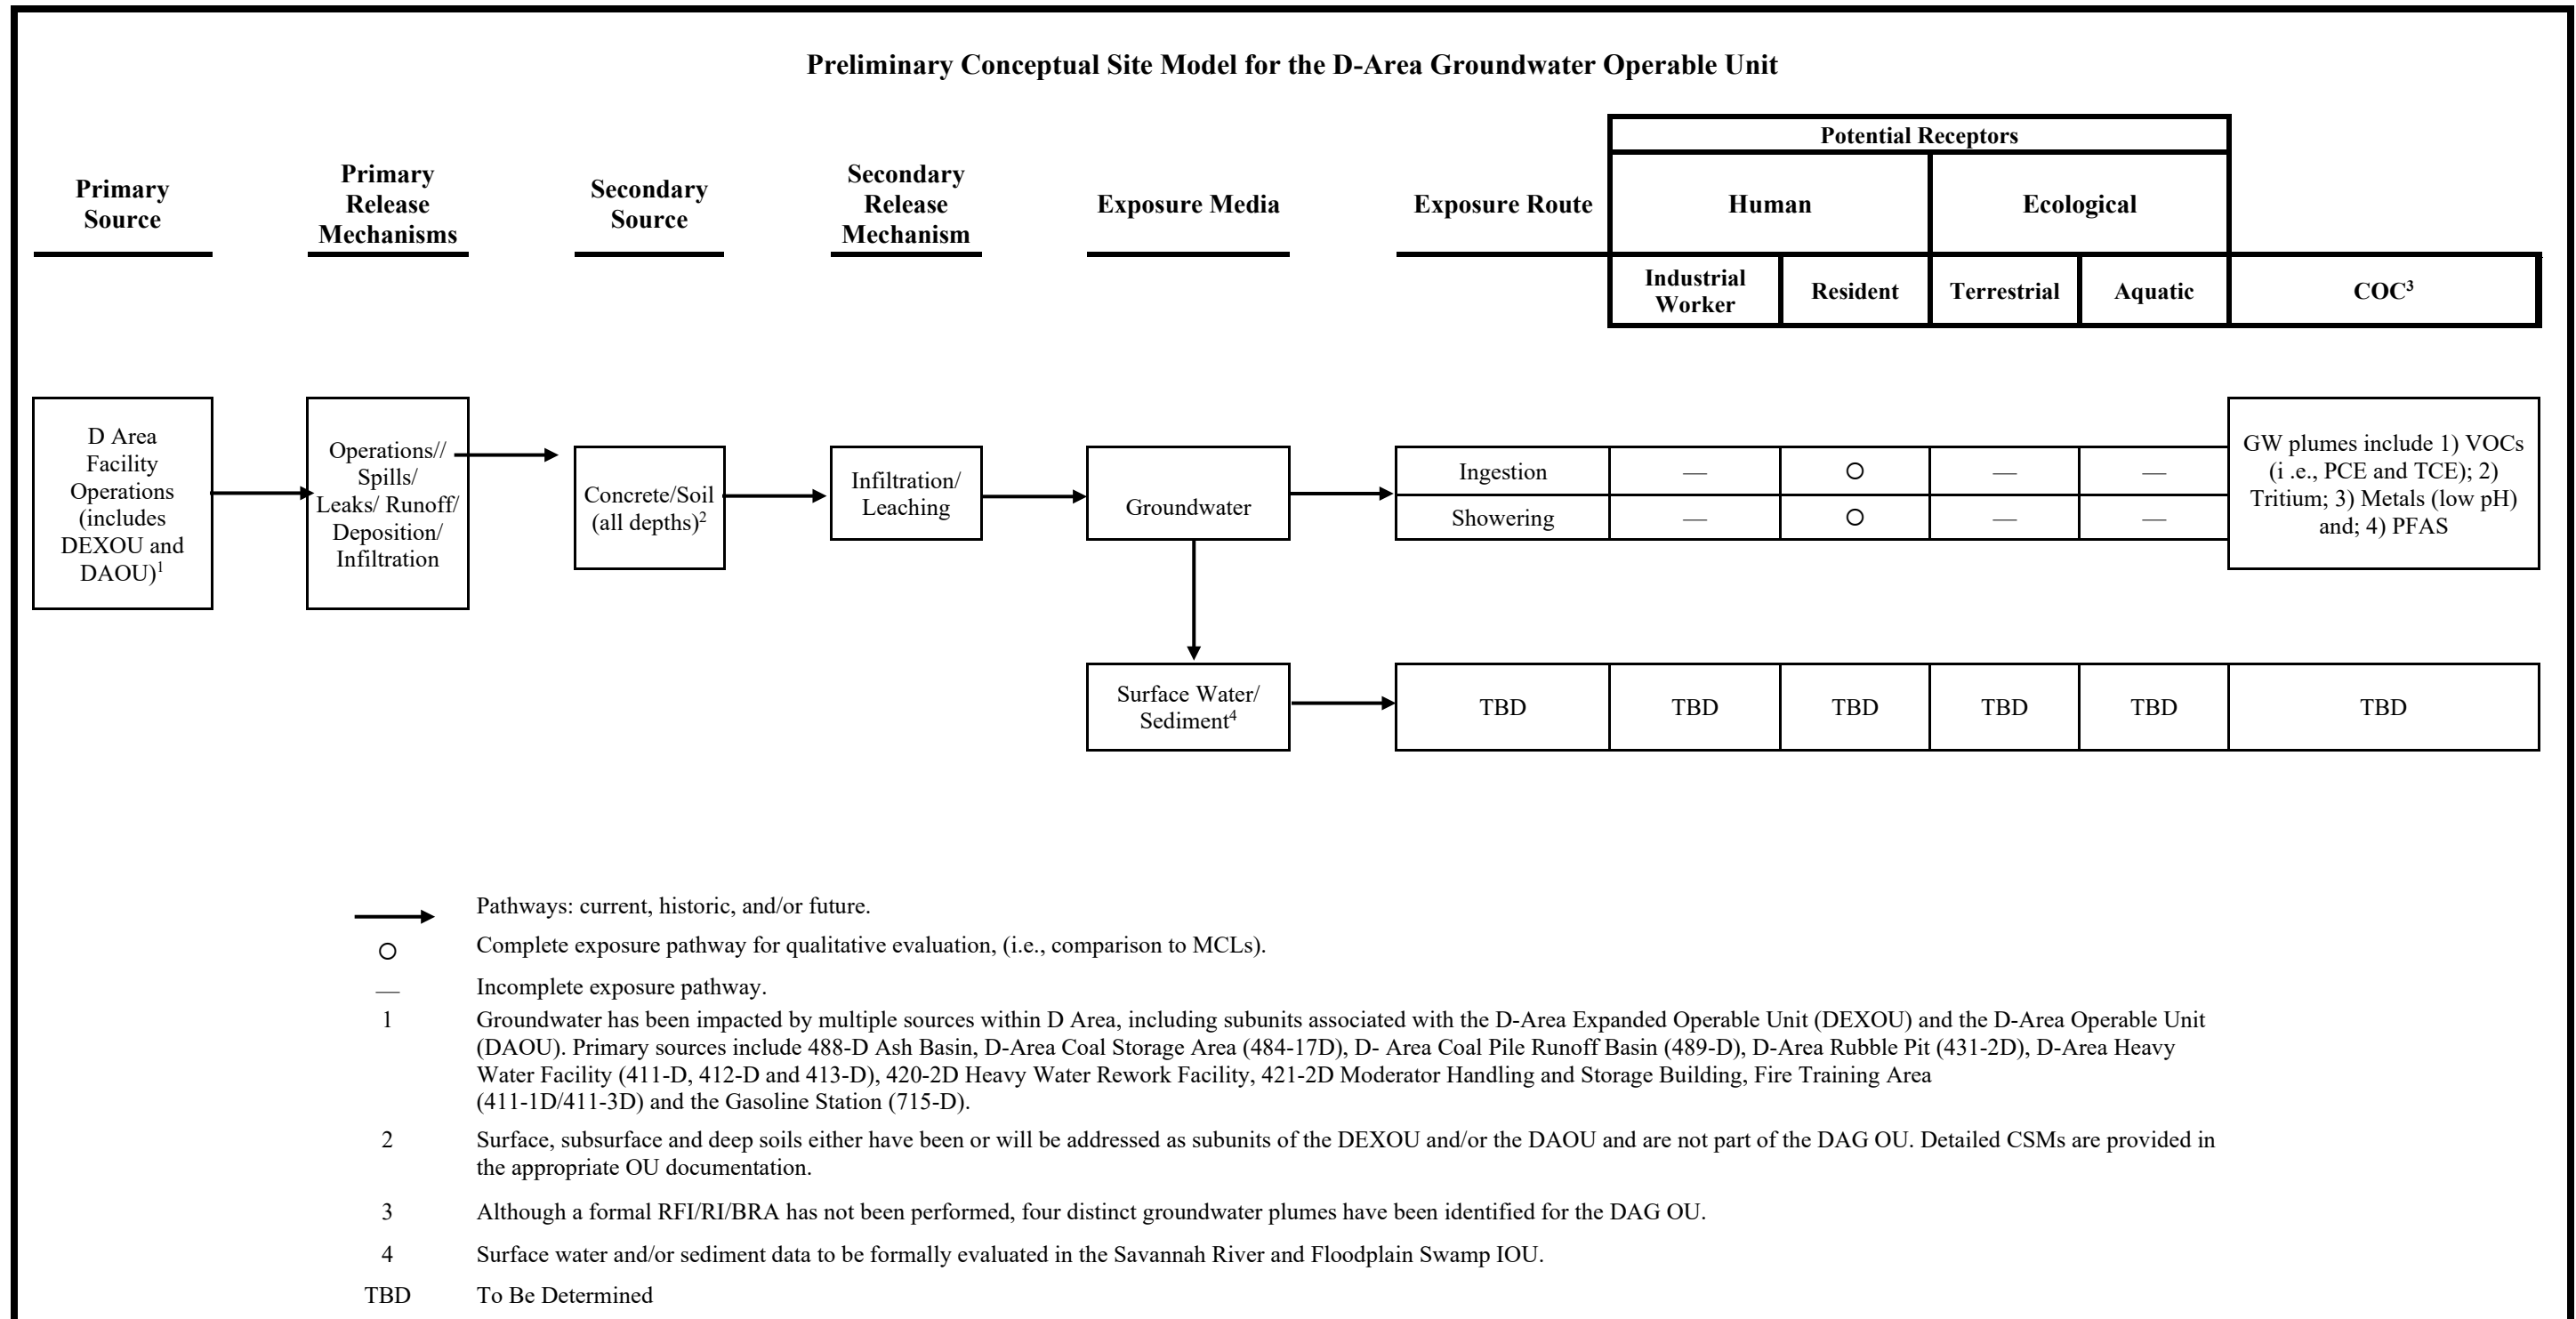 Preliminary Conceptual Site Model for the D-Area Groundwater Operable Unit
Potential Receptors
Primary
Source
Primary
Release
Mechanisms
Secondary
Source
Secondary
Release
Mechanism
Exposure Media
Exposure Route
Human
Ecological
Industrial
Worker
Resident
Terrestrial
Aquatic
COC³
D Area
Facility
Operations
(includes
DEXOU and
DAOU)¹
Operations//
Spills/
Leaks/ Runoff/
Deposition/
Infiltration
Concrete/Soil
(all depths)²
Infiltration/
Leaching
Groundwater
Ingestion
—
○
—
—
Showering
—
○
—
—
GW plumes include 1) VOCs
(i .e., PCE and TCE); 2)
Tritium; 3) Metals (low pH)
and; 4) PFAS
Surface Water/
Sediment⁴
TBD
TBD
TBD
TBD
TBD
TBD
Pathways: current, historic, and/or future.
○ Complete exposure pathway for qualitative evaluation, (i.e., comparison to MCLs).
— Incomplete exposure pathway.
1 Groundwater has been impacted by multiple sources within D Area, including subunits associated with the D-Area Expanded Operable Unit (DEXOU) and the D-Area Operable Unit
(DAOU). Primary sources include 488-D Ash Basin, D-Area Coal Storage Area (484-17D), D- Area Coal Pile Runoff Basin (489-D), D-Area Rubble Pit (431-2D), D-Area Heavy
Water Facility (411-D, 412-D and 413-D), 420-2D Heavy Water Rework Facility, 421-2D Moderator Handling and Storage Building, Fire Training Area
(411-1D/411-3D) and the Gasoline Station (715-D).
2 Surface, subsurface and deep soils either have been or will be addressed as subunits of the DEXOU and/or the DAOU and are not part of the DAG OU. Detailed CSMs are provided in
the appropriate OU documentation.
3 Although a formal RFI/RI/BRA has not been performed, four distinct groundwater plumes have been identified for the DAG OU.
4 Surface water and/or sediment data to be formally evaluated in the Savannah River and Floodplain Swamp IOU.
TBD To Be Determined